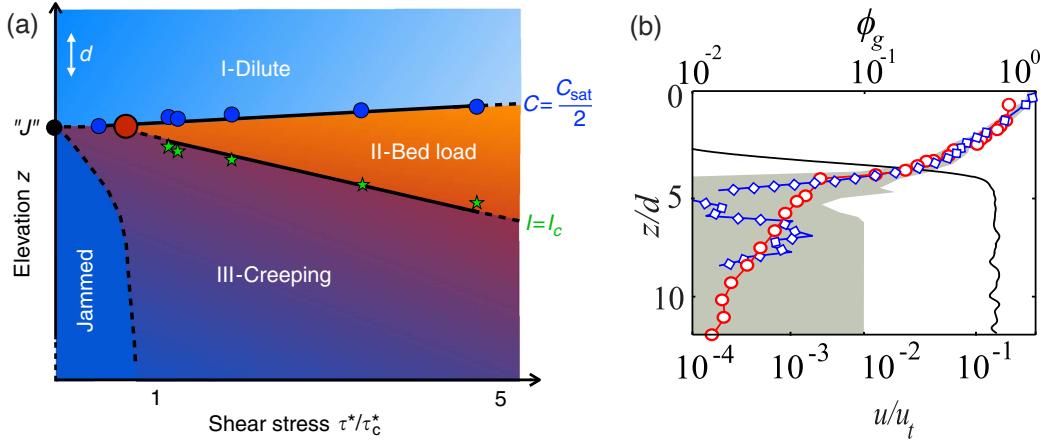 (a)
d
I-Dilute
"J"
C=C_sat/2
II-Bed load
I=I_c
III-Creeping
Jammed
Elevation z
1
5
Shear stress τ*/τ*_c
(b)
ϕ_g
10^-2
10^-1
10^0
0
5
10
z/d
10^-4
10^-3
10^-2
10^-1
u/u_t